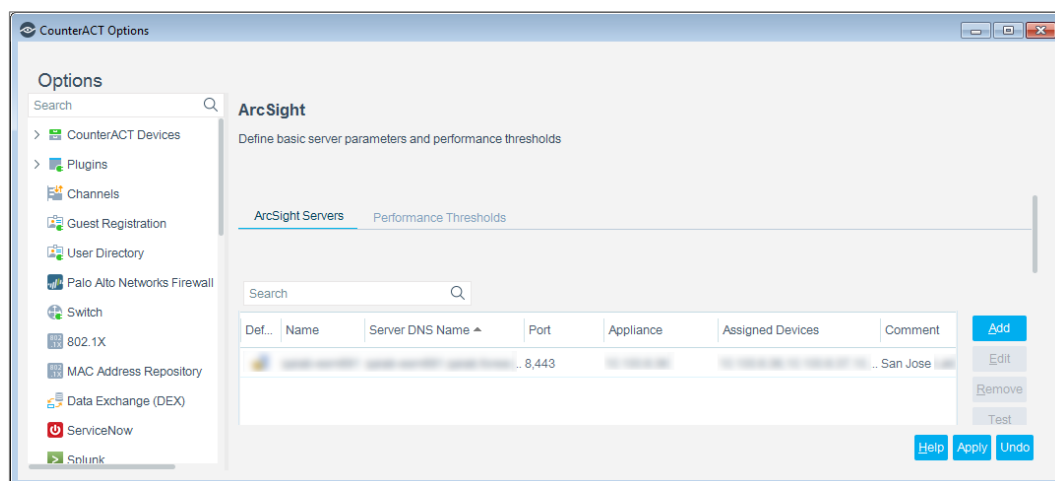 CounterACT Options
Options
Search
CounterACT Devices
Plugins
Channels
Guest Registration
User Directory
Palo Alto Networks Firewall
Switch
802.1X
MAC Address Repository
Data Exchange (DEX)
ServiceNow
Splunk
ArcSight
Define basic server parameters and performance thresholds
ArcSight Servers Performance Thresholds
Search
Def... Name Server DNS Name Port Appliance Assigned Devices Comment
.. 8,443 .. San Jose
Add
Edit
Remove
Test
Help Apply Undo